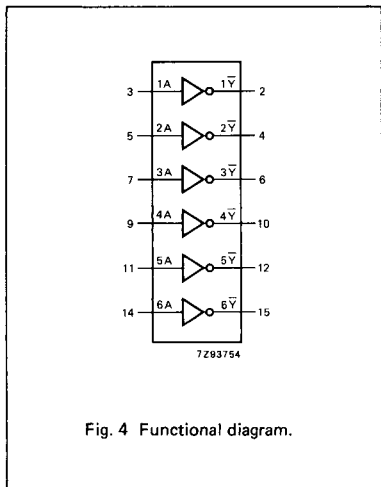 3 1A 1Y̅ 2
5 2A 2Y̅ 4
7 3A 3Y̅ 6
9 4A 4Y̅ 10
11 5A 5Y̅ 12
14 6A 6Y̅ 15
7Z93754
Fig. 4 Functional diagram.